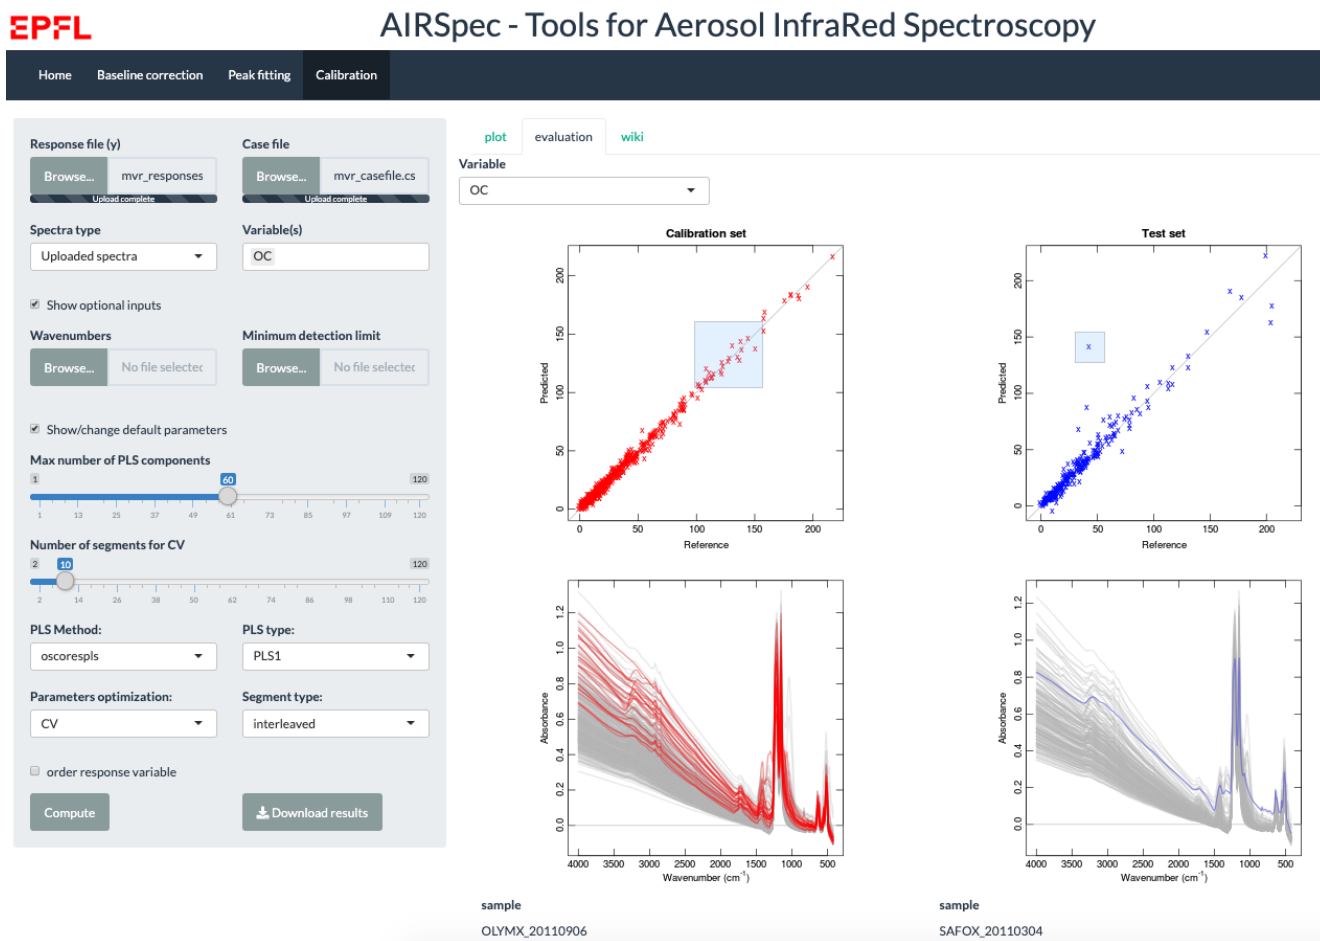 EPFL
AIRSpec - Tools for Aerosol InfraRed Spectroscopy
Home Baseline correction Peak fitting Calibration
Response file (y) Case file
Browse... mvr_responses Browse... mvr_casefile.cs
Upload complete Upload complete
Spectra type Variable(s)
Uploaded spectra OC
Show optional inputs
Wavenumbers Minimum detection limit
Browse... No file selected Browse... No file selected
Show/change default parameters
Max number of PLS components
1 60 120
1 13 25 37 49 61 73 85 97 109 120
Number of segments for CV
2 10 120
2 14 26 38 50 62 74 86 98 110 120
PLS Method: PLS type:
oscorespls PLS1
Parameters optimization: Segment type:
CV interleaved
order response variable
Compute Download results
plot evaluation wiki
Variable
OC
Calibration set
Predicted
0 50 100 150 200
0 50 100 150 200
Reference
Test set
Predicted
0 50 100 150 200
0 50 100 150 200
Reference
Absorbance
0.0 0.2 0.4 0.6 0.8 1.0 1.2
4000 3500 3000 2500 2000 1500 1000 500
Wavenumber (cm⁻¹)
Absorbance
0.0 0.2 0.4 0.6 0.8 1.0 1.2
4000 3500 3000 2500 2000 1500 1000 500
Wavenumber (cm⁻¹)
sample sample
OLYMX_20110906 SAFOX_20110304